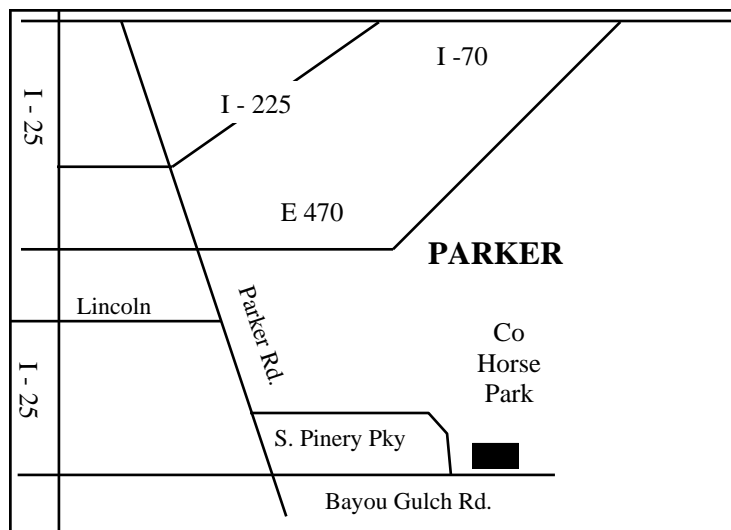 I -70
I - 25
I - 225
E 470
PARKER
Lincoln
Parker Rd.
Co
Horse
Park
I - 25
S. Pinery Pky
Bayou Gulch Rd.